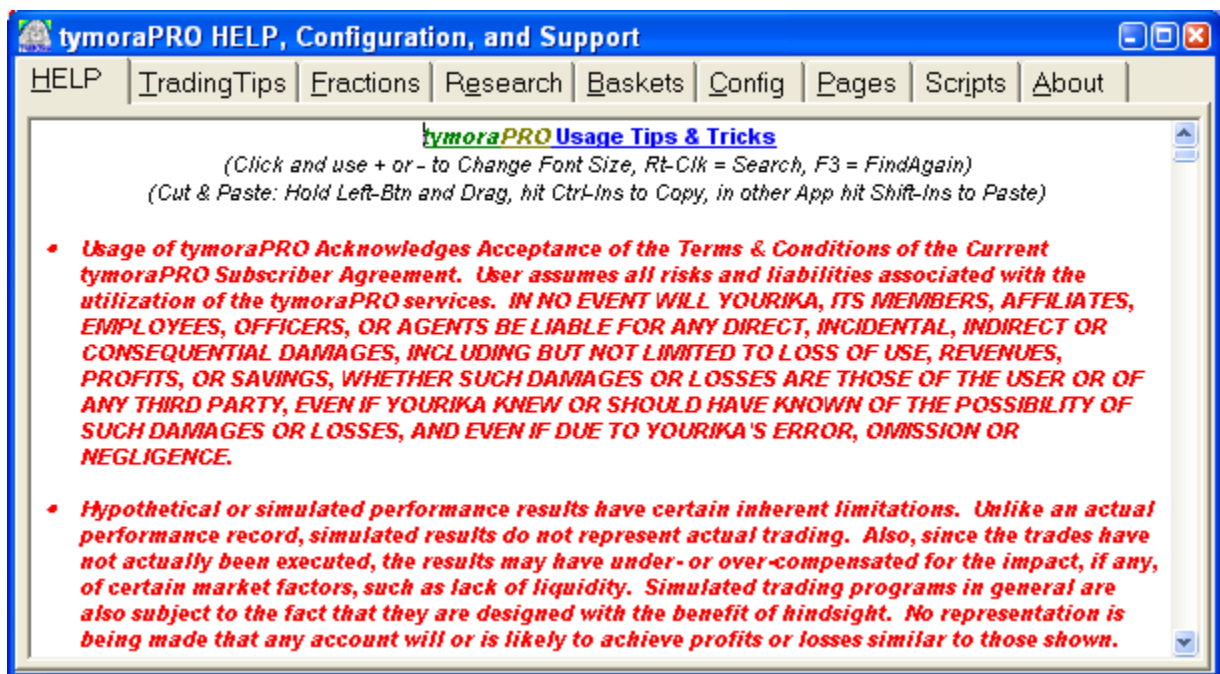 tymoraPRO HELP, Configuration, and Support
HELP TradingTips Fractions Research Baskets Config Pages Scripts About
tymoraPRO Usage Tips & Tricks
(Click and use + or - to Change Font Size, Rt-Clk = Search, F3 = FindAgain)
(Cut & Paste: Hold Left-Btn and Drag, hit Ctrl-Ins to Copy, in other App hit Shift-Ins to Paste)
• Usage of tymoraPRO Acknowledges Acceptance of the Terms & Conditions of the Current
tymoraPRO Subscriber Agreement. User assumes all risks and liabilities associated with the
utilization of the tymoraPRO services. IN NO EVENT WILL YOURIKA, ITS MEMBERS, AFFILIATES,
EMPLOYEES, OFFICERS, OR AGENTS BE LIABLE FOR ANY DIRECT, INCIDENTAL, INDIRECT OR
CONSEQUENTIAL DAMAGES, INCLUDING BUT NOT LIMITED TO LOSS OF USE, REVENUES,
PROFITS, OR SAVINGS, WHETHER SUCH DAMAGES OR LOSSES ARE THOSE OF THE USER OR OF
ANY THIRD PARTY, EVEN IF YOURIKA KNEW OR SHOULD HAVE KNOWN OF THE POSSIBILITY OF
SUCH DAMAGES OR LOSSES, AND EVEN IF DUE TO YOURIKA'S ERROR, OMISSION OR
NEGLIGENCE.
• Hypothetical or simulated performance results have certain inherent limitations. Unlike an actual
performance record, simulated results do not represent actual trading. Also, since the trades have
not actually been executed, the results may have under- or over-compensated for the impact, if any,
of certain market factors, such as lack of liquidity. Simulated trading programs in general are
also subject to the fact that they are designed with the benefit of hindsight. No representation is
being made that any account will or is likely to achieve profits or losses similar to those shown.